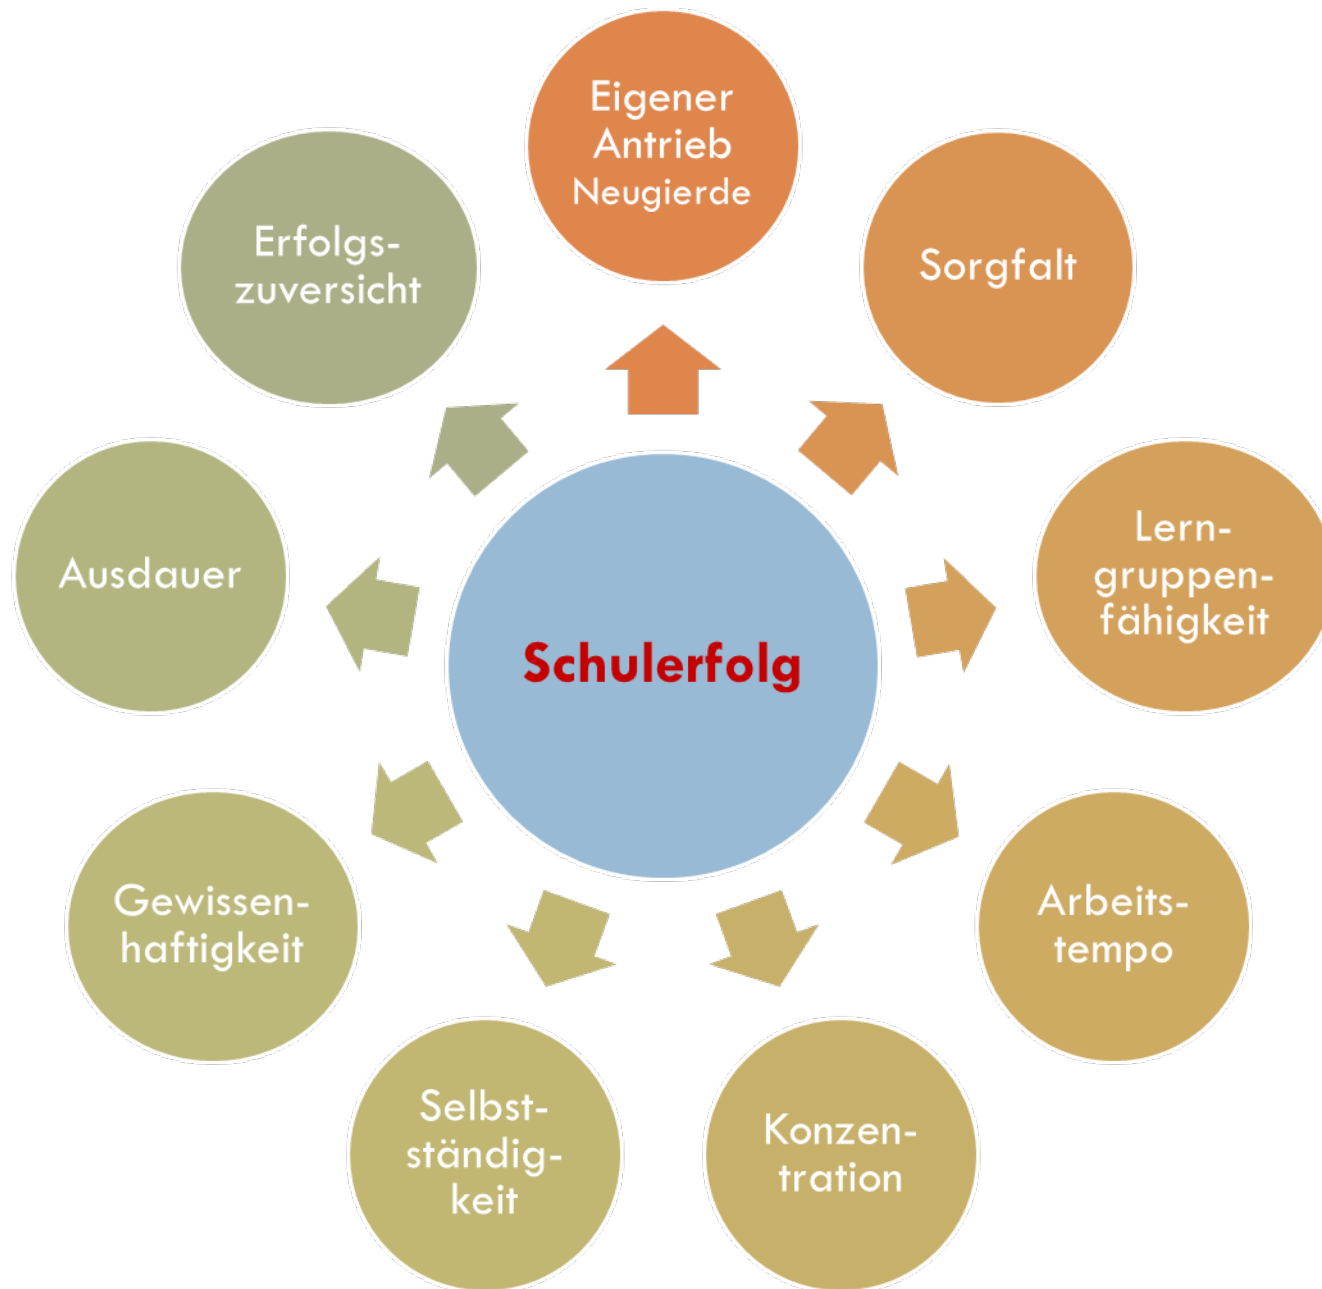 Eigener
Antrieb
Neugierde
Sorgfalt
Lern-
gruppen-
fähigkeit
Arbeits-
tempo
Konzen-
tration
Selbst-
ständig-
keit
Gewissen-
haftigkeit
Ausdauer
Erfolgs-
zuversicht
Schulerfolg